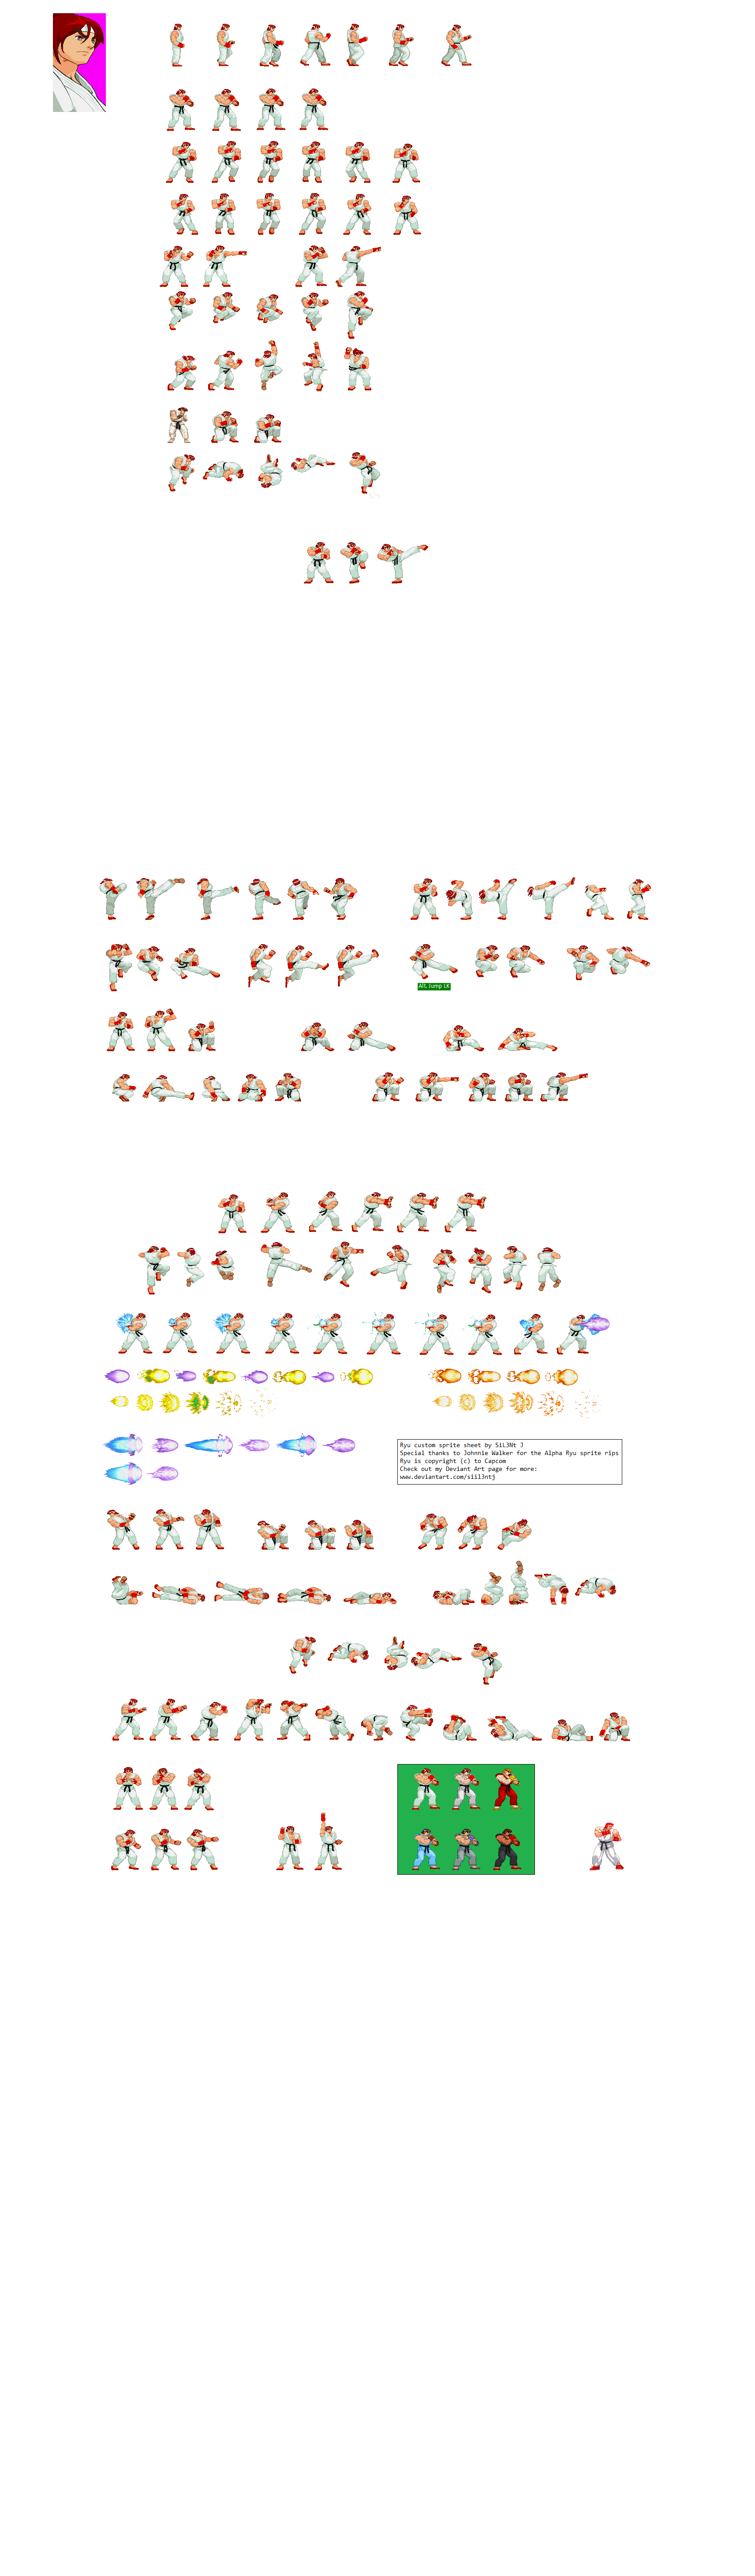 Alt. Jump LK
Ryu custom sprite sheet by SiL3Nt J
Special thanks to Johnnie Walker for the Alpha Ryu sprite rips
Ryu is copyright (c) to Capcom
Check out my Deviant Art page for more:
www.deviantart.com/siil3ntj